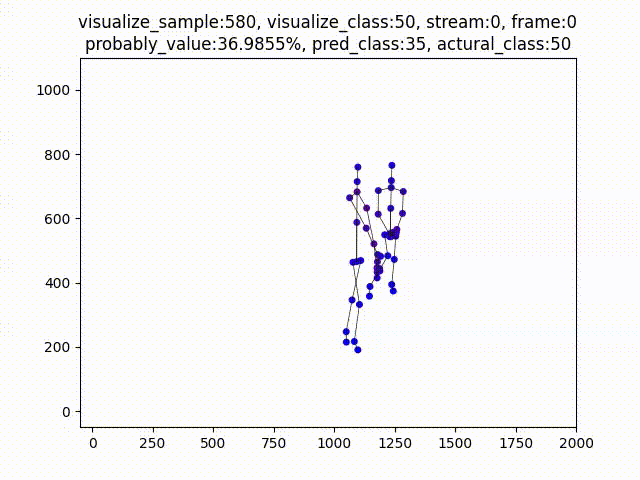 visualize_sample:580, visualize_class:50, stream:0, frame:0
probably_value:36.9855%, pred_class:35, actural_class:50
1000
800
600
400
200
0
0 250 500 750 1000 1250 1500 1750 2000